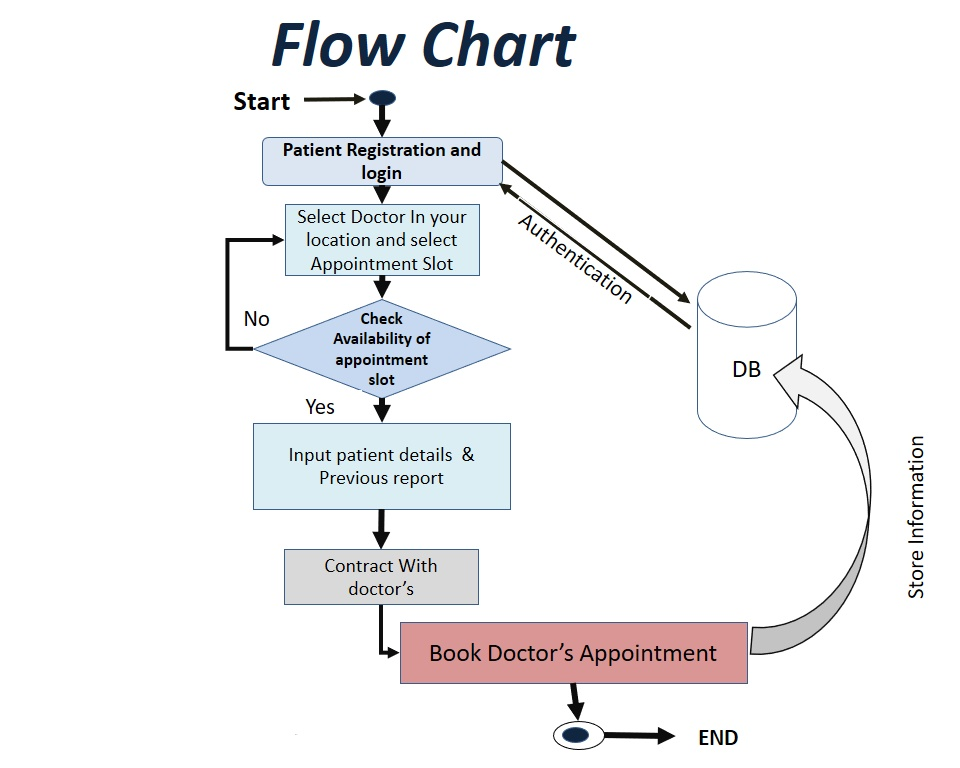 Flow Chart
Start
Patient Registration and
login
Select Doctor In your
location and select
Appointment Slot
Authentication
No
Check
Availability of
appointment
slot
DB
Yes
Input patient details &
Previous report
Store Information
Contract With
doctor’s
Book Doctor’s Appointment
END